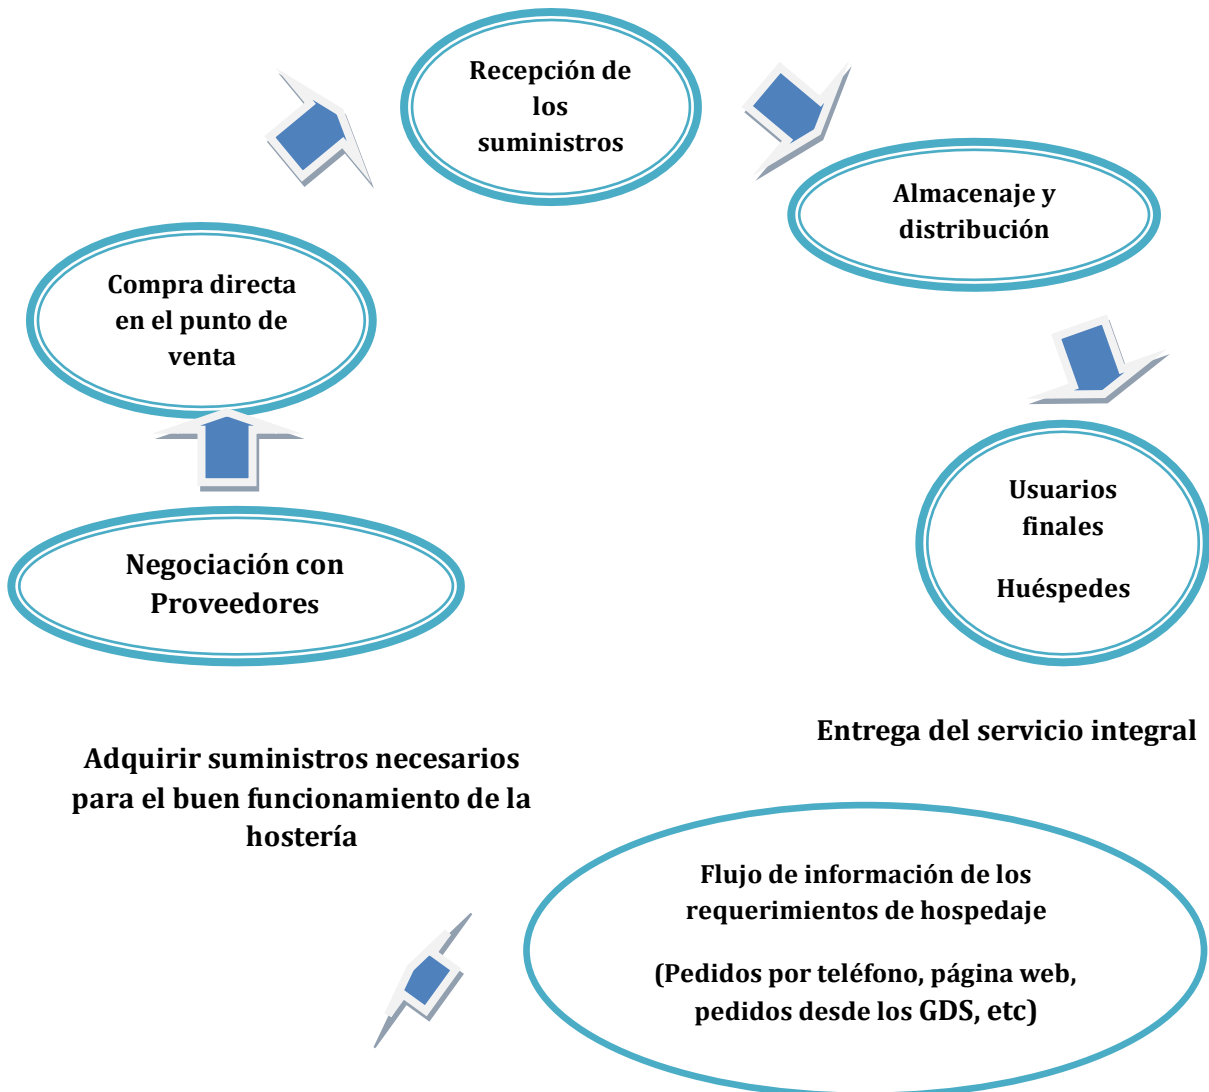 Recepción de
los
suministros
Almacenaje y
distribución
Compra directa
en el punto de
venta
Usuarios
finales
Huéspedes
Negociación con
Proveedores
Entrega del servicio integral
Adquirir suministros necesarios
para el buen funcionamiento de la
hostería
Flujo de información de los
requerimientos de hospedaje
(Pedidos por teléfono, página web,
pedidos desde los GDS, etc)